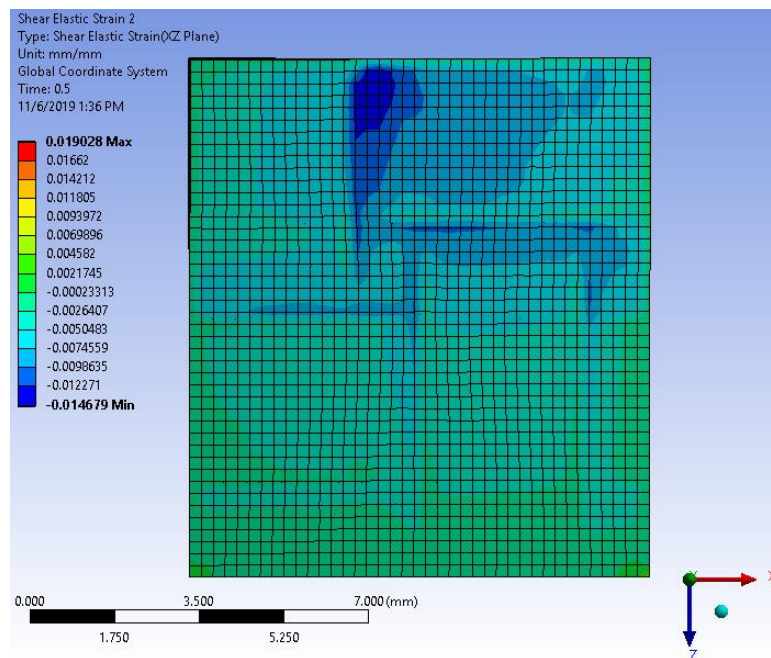 Shear Elastic Strain 2
Type: Shear Elastic Strain(XZ Plane)
Unit: mm/mm
Global Coordinate System
Time: 0.5
11/6/2019 1:36 PM
0.019028 Max
0.01662
0.014212
0.011805
0.0093972
0.0069896
0.004582
0.0021745
-0.00023313
-0.0026407
-0.0050483
-0.0074559
-0.0098635
-0.012271
-0.014679 Min
0.000 3.500 7.000 (mm)
1.750 5.250
Y X
Z